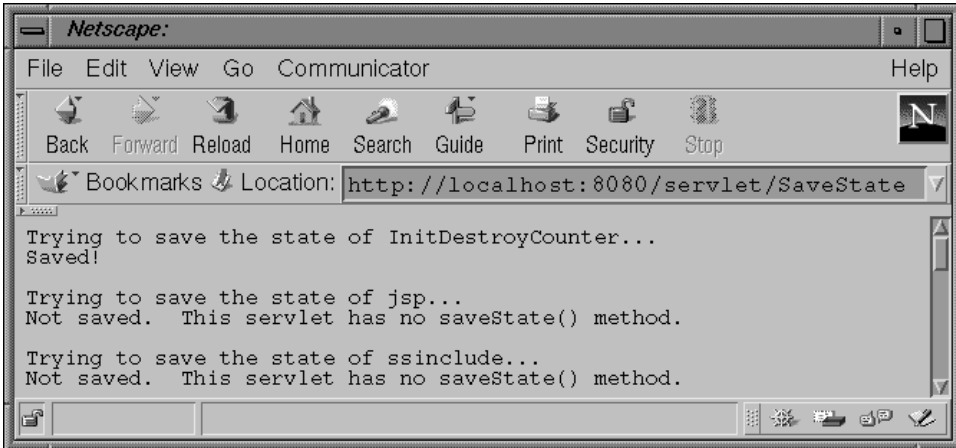 Netscape:
File Edit View Go Communicator Help
Back Forward Reload Home Search Guide Print Security Stop
N
Bookmarks Location: http://localhost:8080/servlet/SaveState
Trying to save the state of InitDestroyCounter...
Saved!
Trying to save the state of jsp...
Not saved.  This servlet has no saveState() method.
Trying to save the state of ssinclude...
Not saved.  This servlet has no saveState() method.